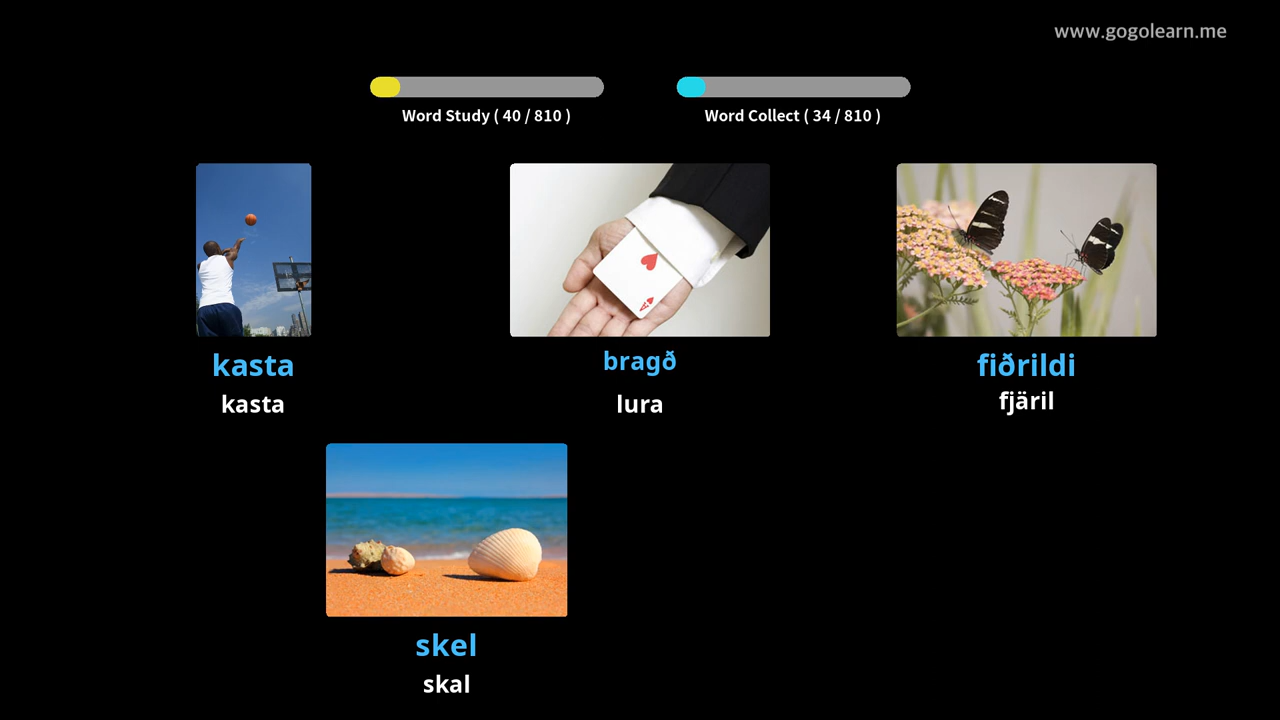 www.gogolearn.me
Word Study ( 40 / 810 )
Word Collect ( 34 / 810 )
kasta
kasta
bragð
lura
fiðrildi
fjäril
skel
skal